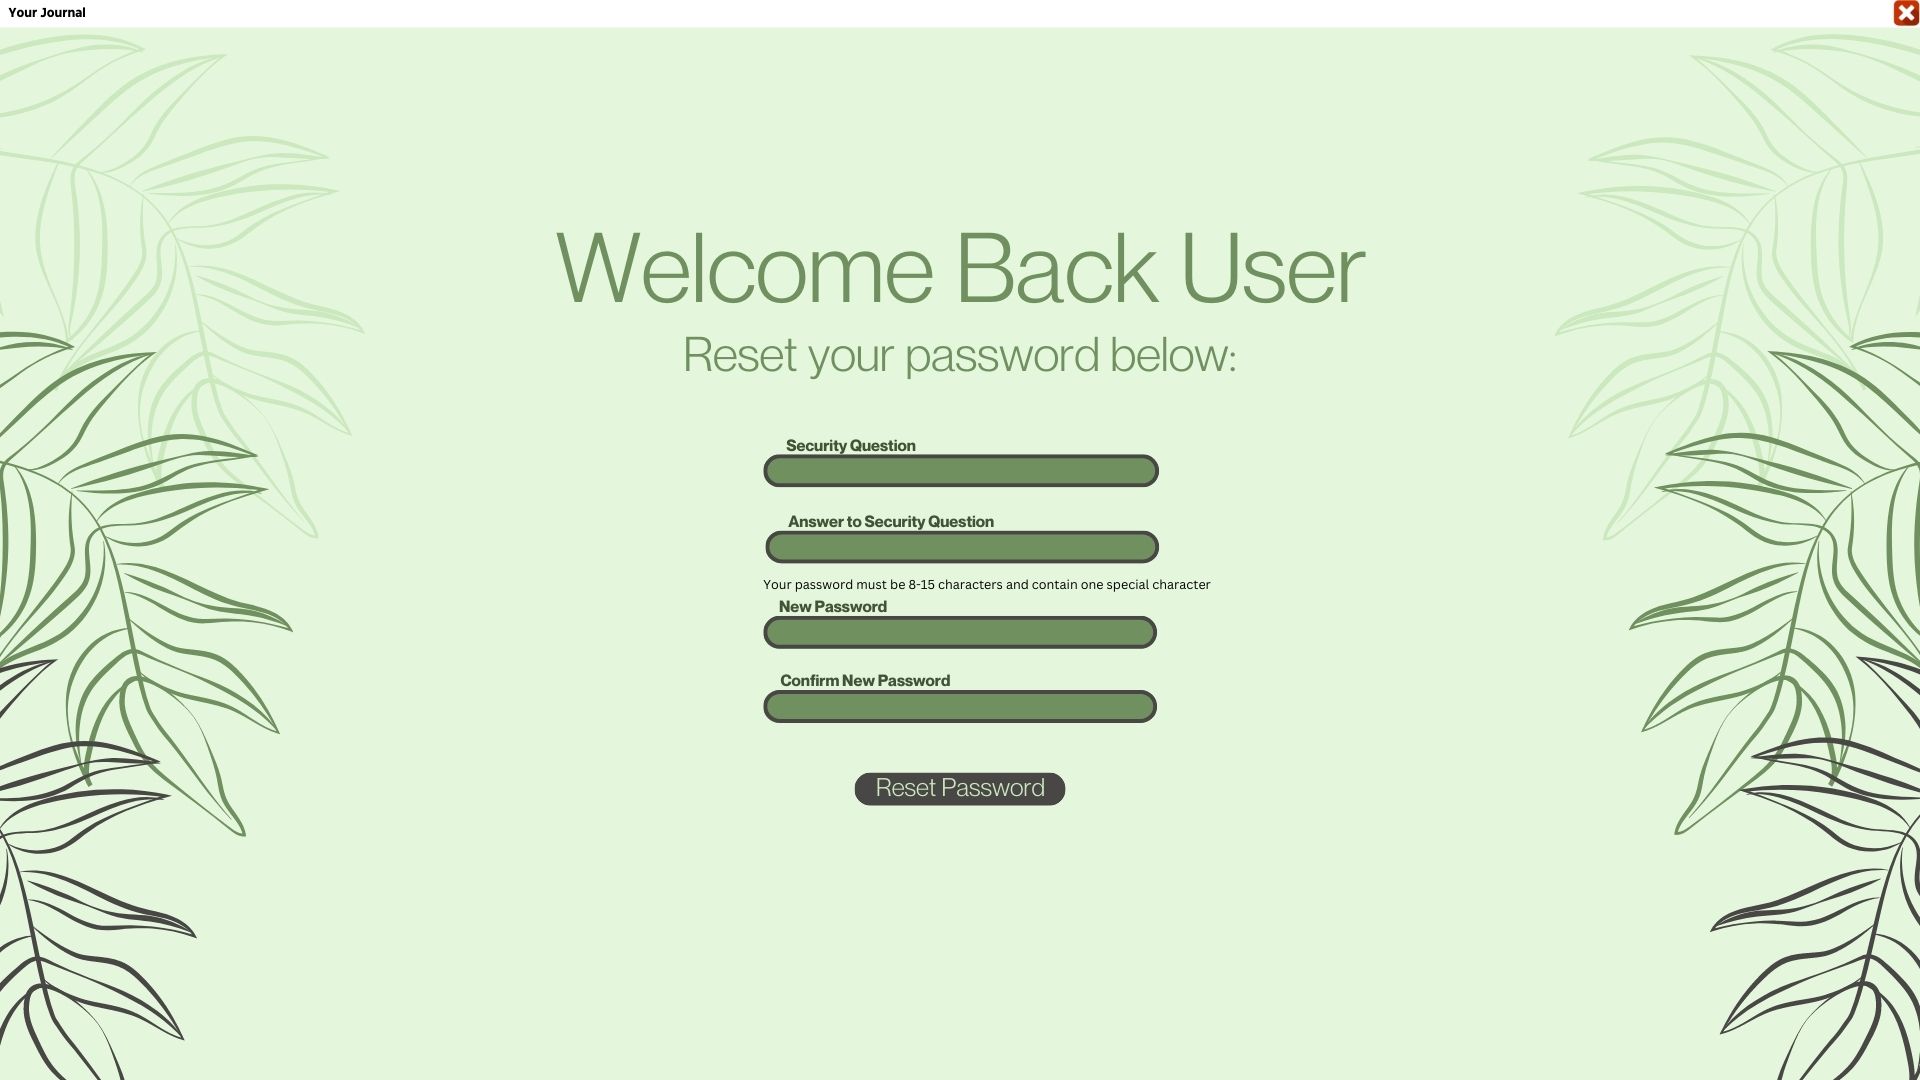 Your Journal
Welcome Back User
Reset your password below:
Security Question
Answer to Security Question
Your password must be 8-15 characters and contain one special character
New Password
Confirm New Password
Reset Password